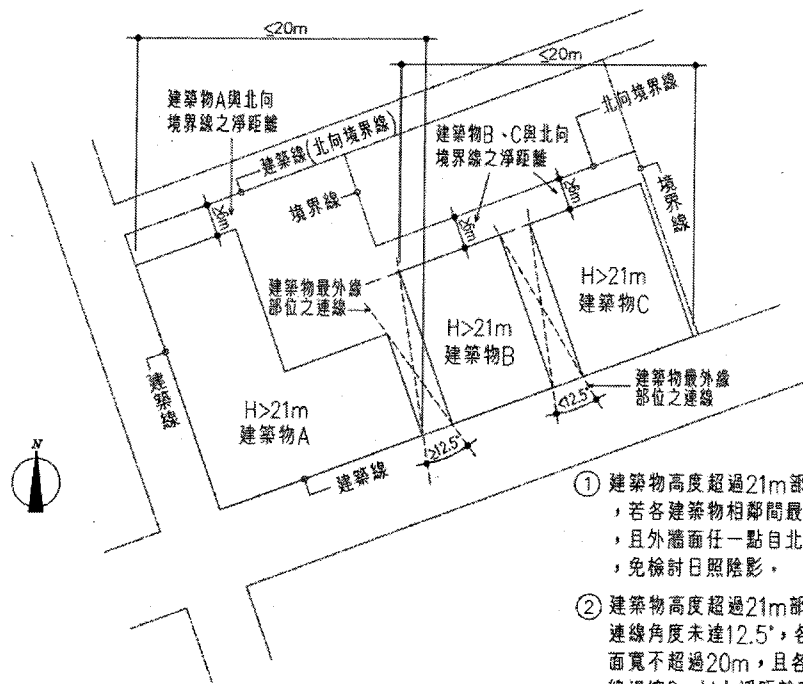 ≤20m
≤20m
建築物A與北向
境界線之淨距離
建築線(北向境界線)
建築物B、C與北向
境界線之淨距離
北向境界線
境界線
境界線
≥6m
≥6m
≥6m
建築物最外緣
部位之連線
H>21m
建築物C
H>21m
建築物B
建築線
H>21m
建築物A
建築物最外緣
部位之連線
≥12.5°
<12.5°
建築線
N
① 建築物高度超過21m部
，若各建築物相鄰間最
，且外牆面任一點自北
，免檢討日照陰影。
② 建築物高度超過21m部
連線角度未達12.5°，各
面寬不超過20m，且各